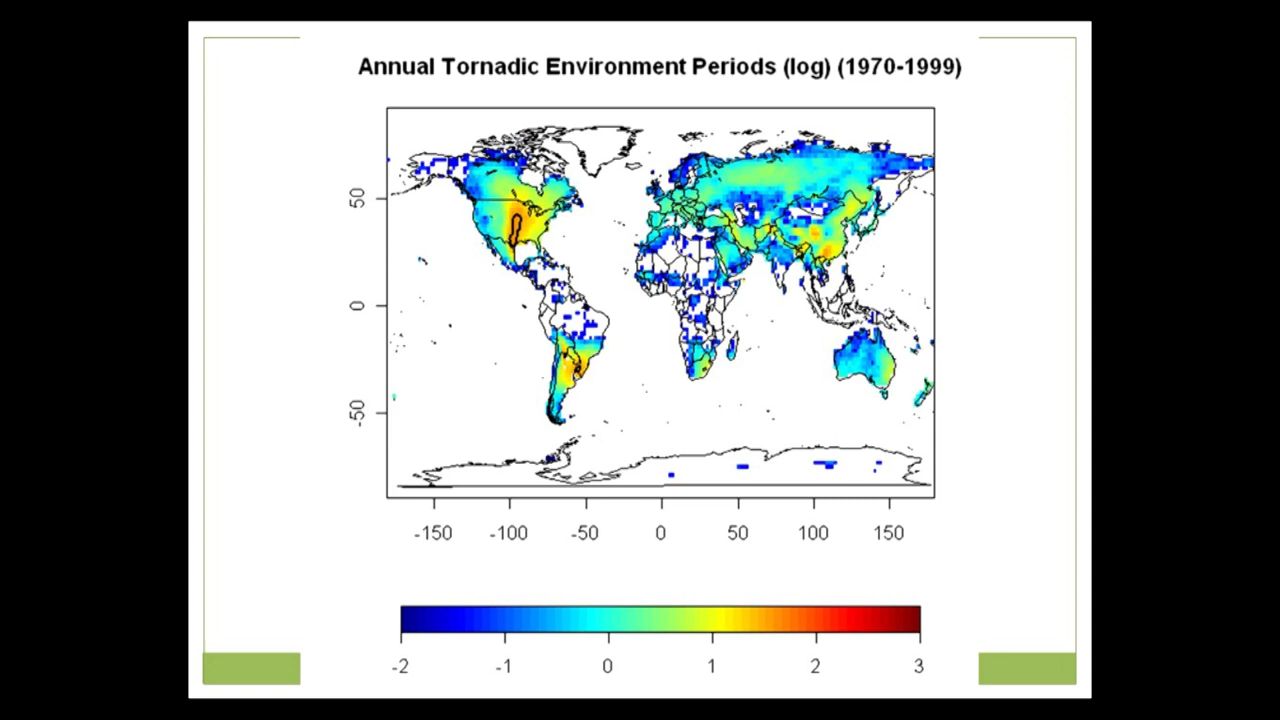 Annual Tornadic Environment Periods (log) (1970-1999)
50
0
-50
-150 -100 -50 0 50 100 150
-2 -1 0 1 2 3